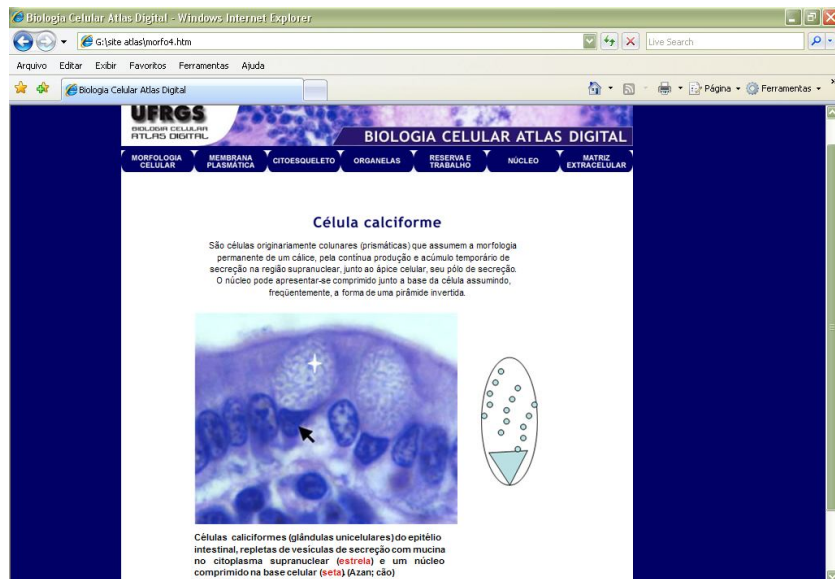 Biologia Celular Atlas Digital - Windows Internet Explorer
G:\site atlas\morfo4.htm
Live Search
Arquivo Editar Exibir Favoritos Ferramentas Ajuda
Biologia Celular Atlas Digital
Página Ferramentas
UFRGS
BIOLOGIA CELULAR
ATLAS DIGITAL
BIOLOGIA CELULAR ATLAS DIGITAL
MORFOLOGIA CELULAR
MEMBRANA PLASMÁTICA
CITOESQUELETO
ORGANELAS
RESERVA E TRABALHO
NÚCLEO
MATRIZ EXTRACELULAR
Célula calciforme
São células originariamente colunares (prismáticas) que assumem a morfologia
permanente de um cálice, pela contínua produção e acúmulo temporário de
secreção na região supranuclear, junto ao ápice celular, seu pólo de secreção.
O núcleo pode apresentar-se comprimido junto a base da célula assumindo,
freqüentemente, a forma de uma pirâmide invertida.
Células caliciformes (glândulas unicelulares) do epitélio
intestinal, repletas de vesículas de secreção com mucina
no citoplasma supranuclear (estrela) e um núcleo
comprimido na base celular (seta). (Azan; cão)